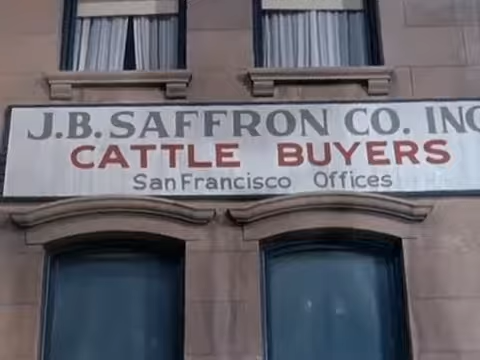 J.B. SAFFRON CO. INC
CATTLE BUYERS
San Francisco Offices